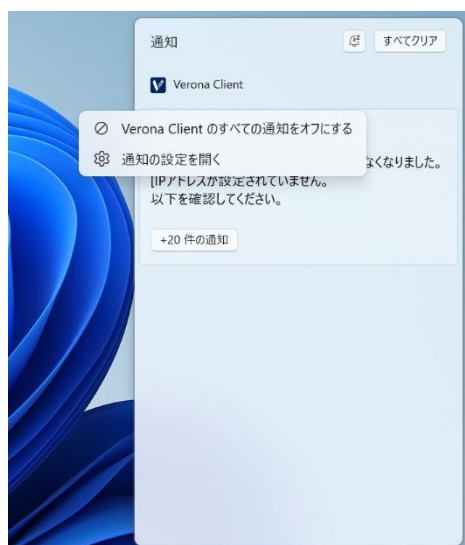 通知
すべてクリア
Verona Client
Verona Client のすべての通知をオフにする
通知の設定を開く
なくなりました。
[IPアドレスが設定されていません。
以下を確認してください。
+20 件の通知